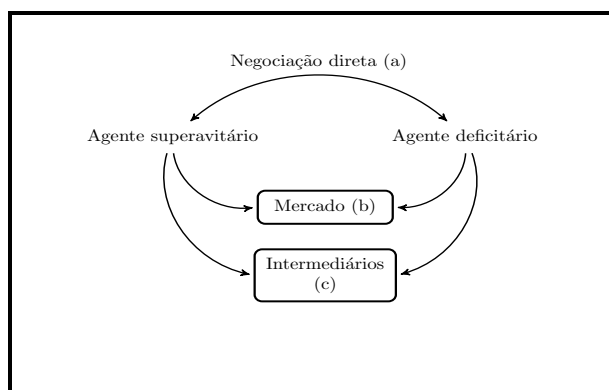 Negociação direta (a)
Agente superavitário
Agente deficitário
Mercado (b)
Intermediários
(c)